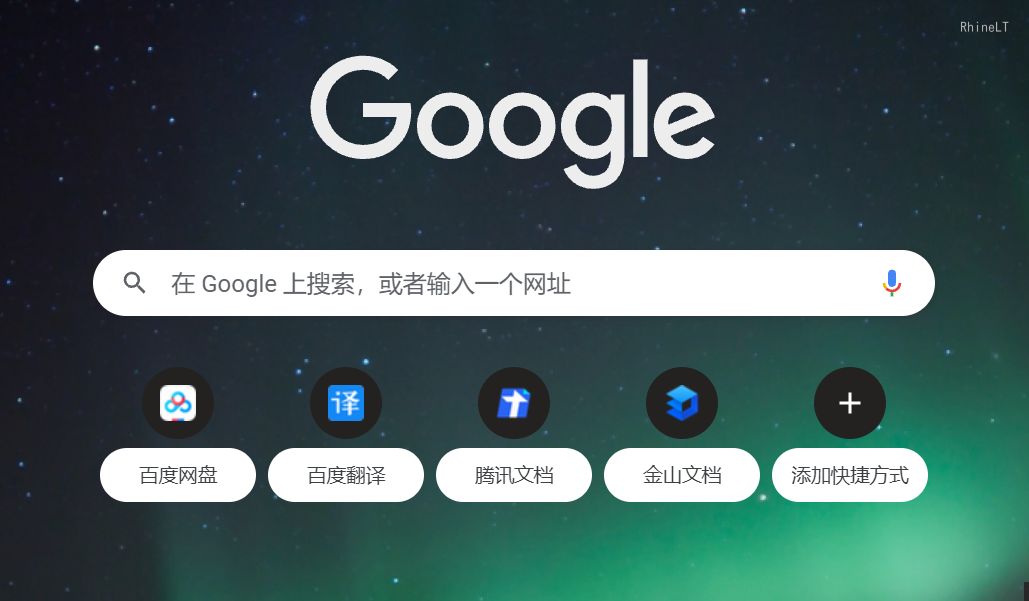 RhineLT
Google
在 Google 上搜索，或者输入一个网址
译
百度网盘
百度翻译
腾讯文档
金山文档
添加快捷方式